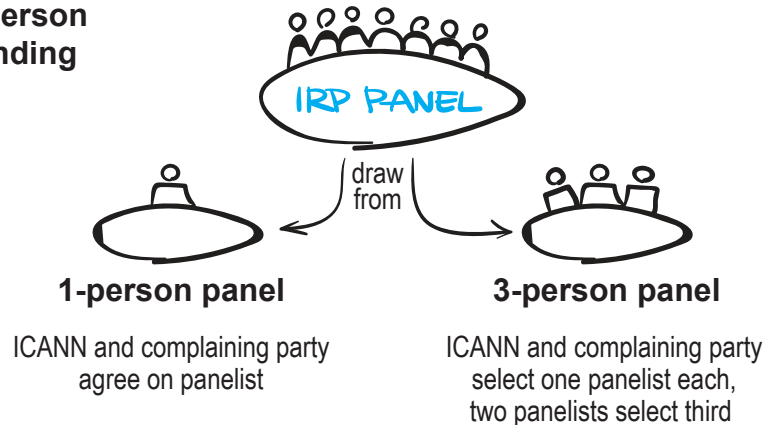 erson
nding
IRP PANEL
draw
from
1-person panel
ICANN and complaining party
agree on panelist
3-person panel
ICANN and complaining party
select one panelist each,
two panelists select third